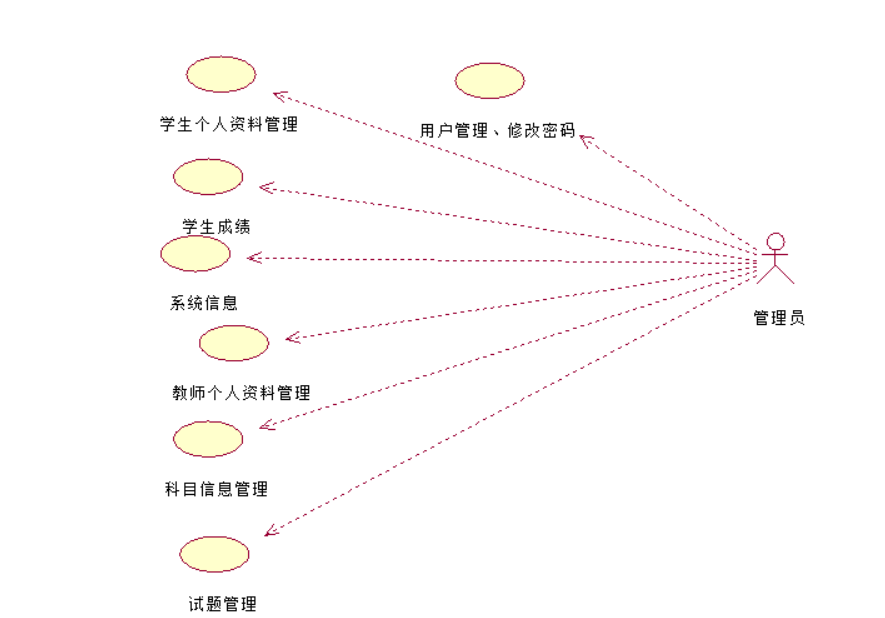 学生个人资料管理
用户管理、修改密码
学生成绩
系统信息
管理员
教师个人资料管理
科目信息管理
试题管理